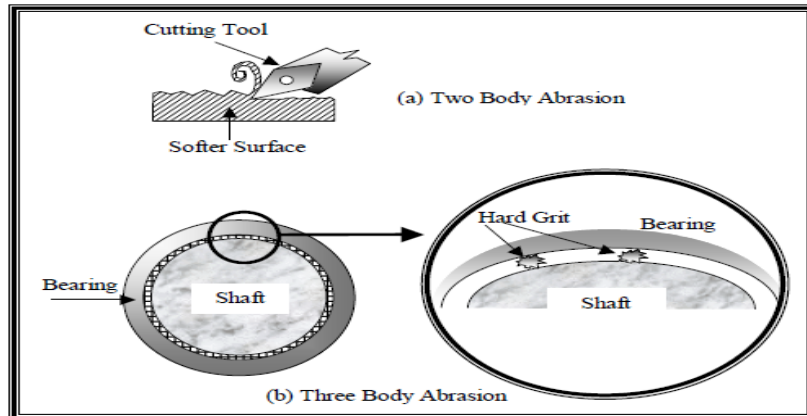 Cutting Tool
(a) Two Body Abrasion
Softer Surface
Hard Grit
Bearing
Bearing
Shaft
Shaft
(b) Three Body Abrasion